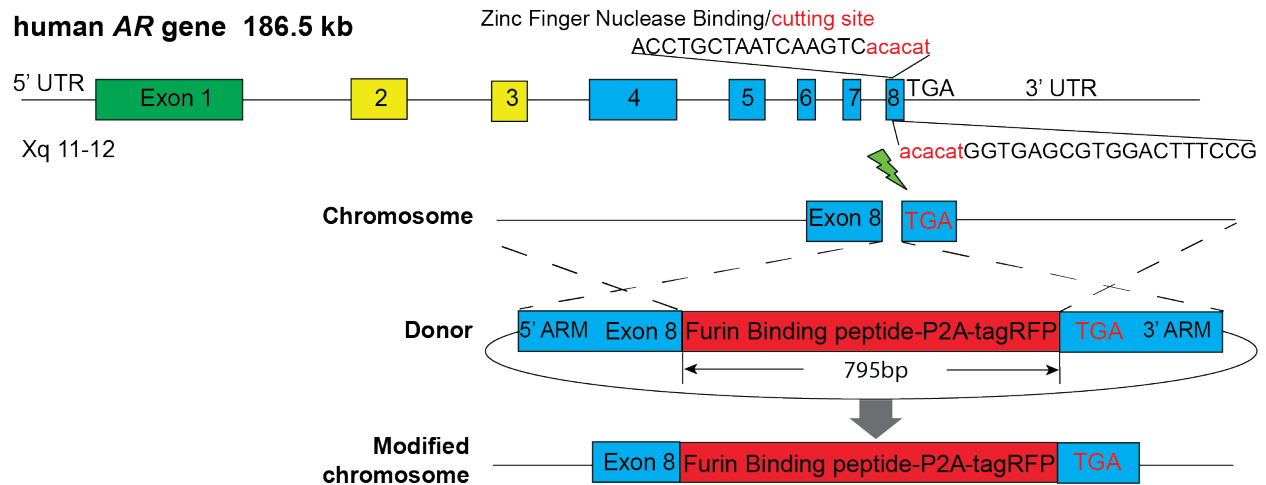 human AR gene 186.5 kb
Zinc Finger Nuclease Binding/cutting site
ACCTGCTAATCAAGTCacacat
5' UTR Exon 1 2 3 4 5 6 7 8 TGA 3' UTR
Xq 11-12
acacatGGTGAGCGTGGACTTTCCG
Chromosome Exon 8 TGA
Donor 5' ARM Exon 8 Furin Binding peptide-P2A-tagRFP TGA 3' ARM
795bp
Modified
chromosome
Exon 8 Furin Binding peptide-P2A-tagRFP TGA